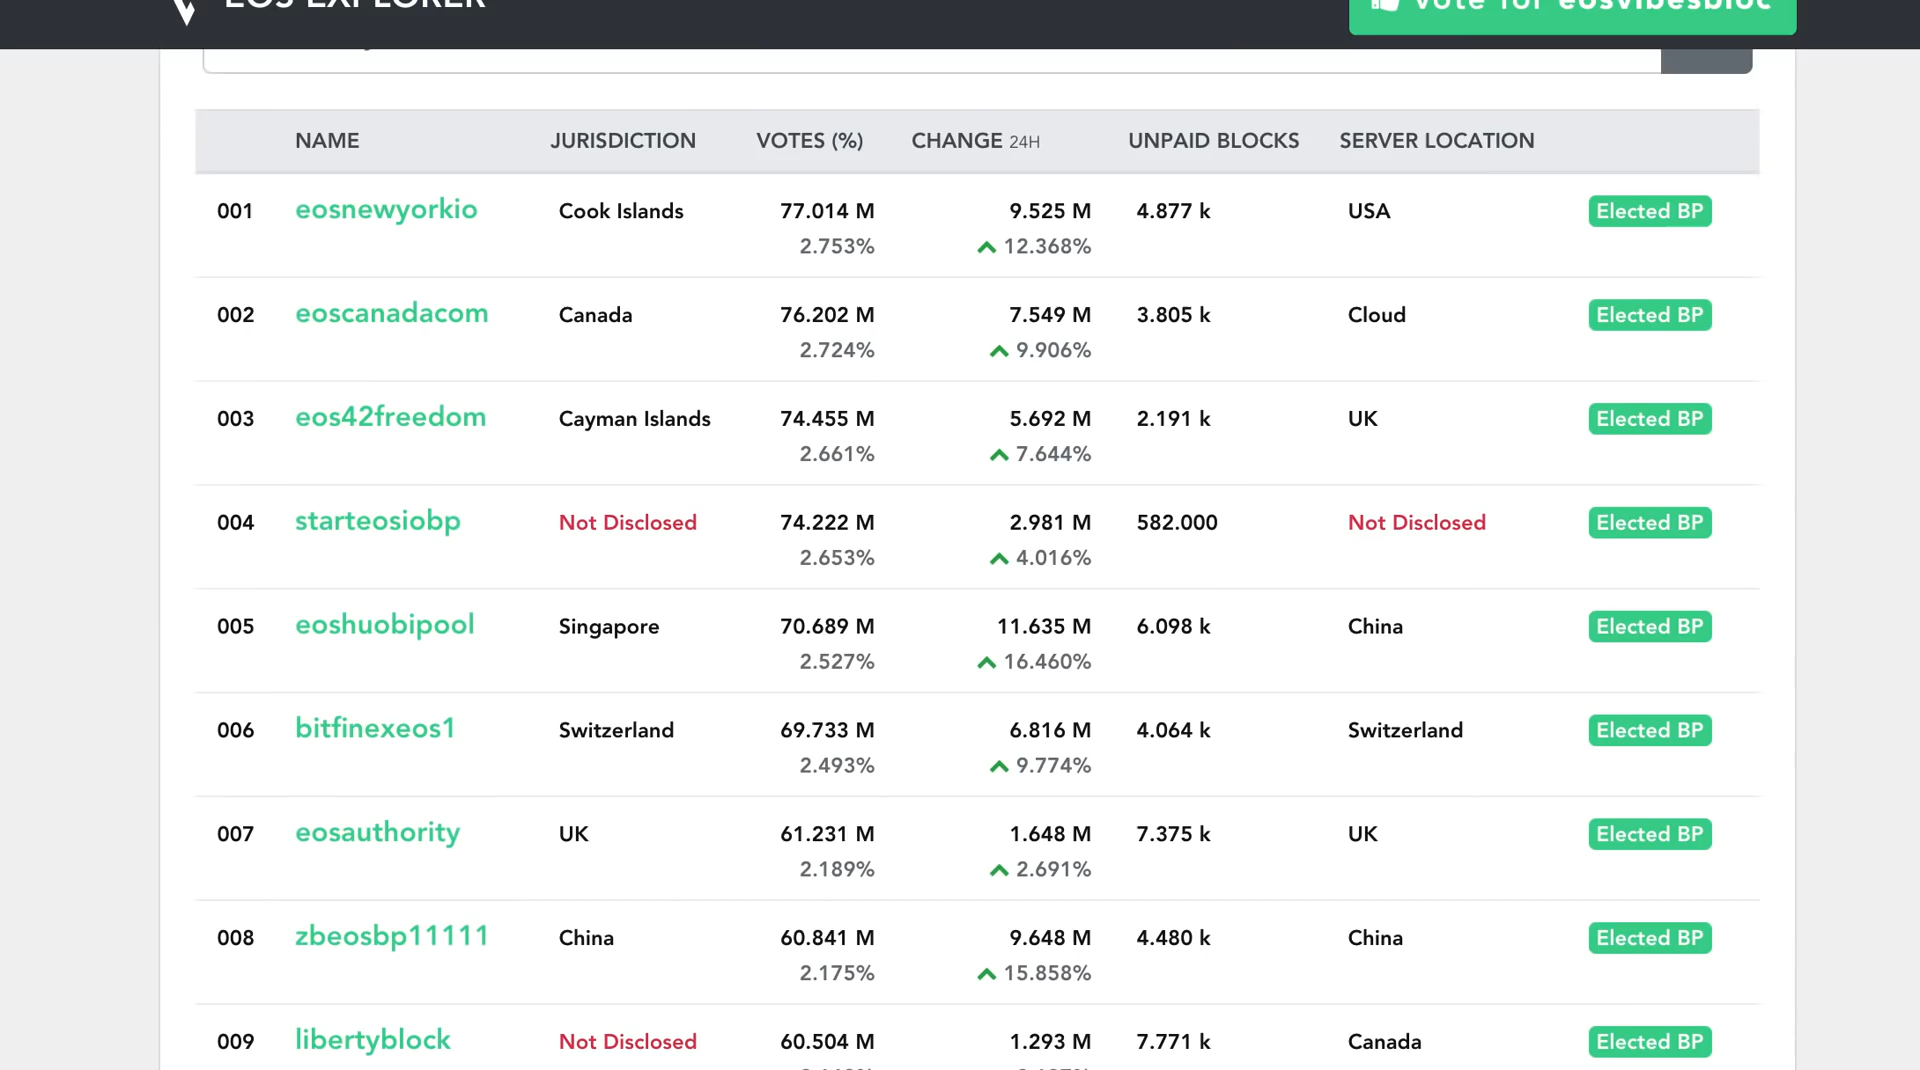 EOS EXPLORER
Vote for eosvibesbloc
NAME JURISDICTION VOTES (%) CHANGE 24H UNPAID BLOCKS SERVER LOCATION
001 eosnewyorkio Cook Islands 77.014 M 9.525 M 4.877 k USA Elected BP
2.753% 12.368%
002 eoscanadacom Canada 76.202 M 7.549 M 3.805 k Cloud Elected BP
2.724% 9.906%
003 eos42freedom Cayman Islands 74.455 M 5.692 M 2.191 k UK Elected BP
2.661% 7.644%
004 starteosiobp Not Disclosed 74.222 M 2.981 M 582.000 Not Disclosed Elected BP
2.653% 4.016%
005 eoshuobipool Singapore 70.689 M 11.635 M 6.098 k China Elected BP
2.527% 16.460%
006 bitfinexeos1 Switzerland 69.733 M 6.816 M 4.064 k Switzerland Elected BP
2.493% 9.774%
007 eosauthority UK 61.231 M 1.648 M 7.375 k UK Elected BP
2.189% 2.691%
008 zbeosbp11111 China 60.841 M 9.648 M 4.480 k China Elected BP
2.175% 15.858%
009 libertyblock Not Disclosed 60.504 M 1.293 M 7.771 k Canada Elected BP